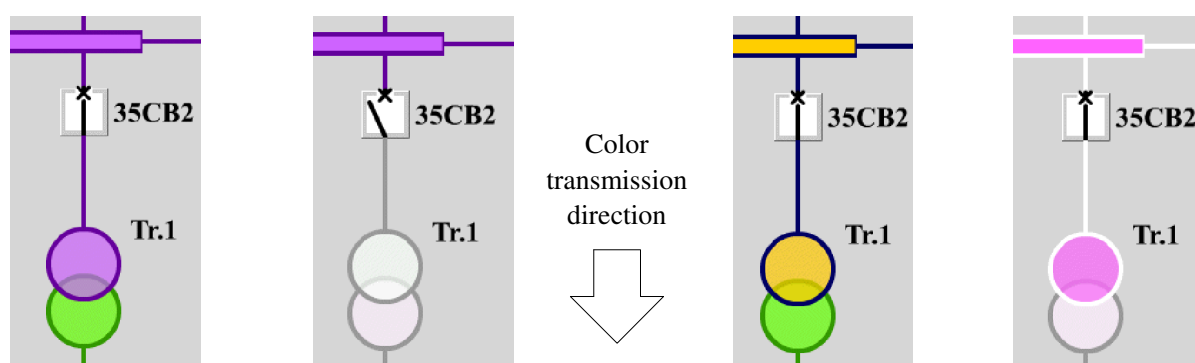 35CB2
Tr.1
35CB2
Tr.1
Color
transmission
direction
35CB2
Tr.1
35CB2
Tr.1